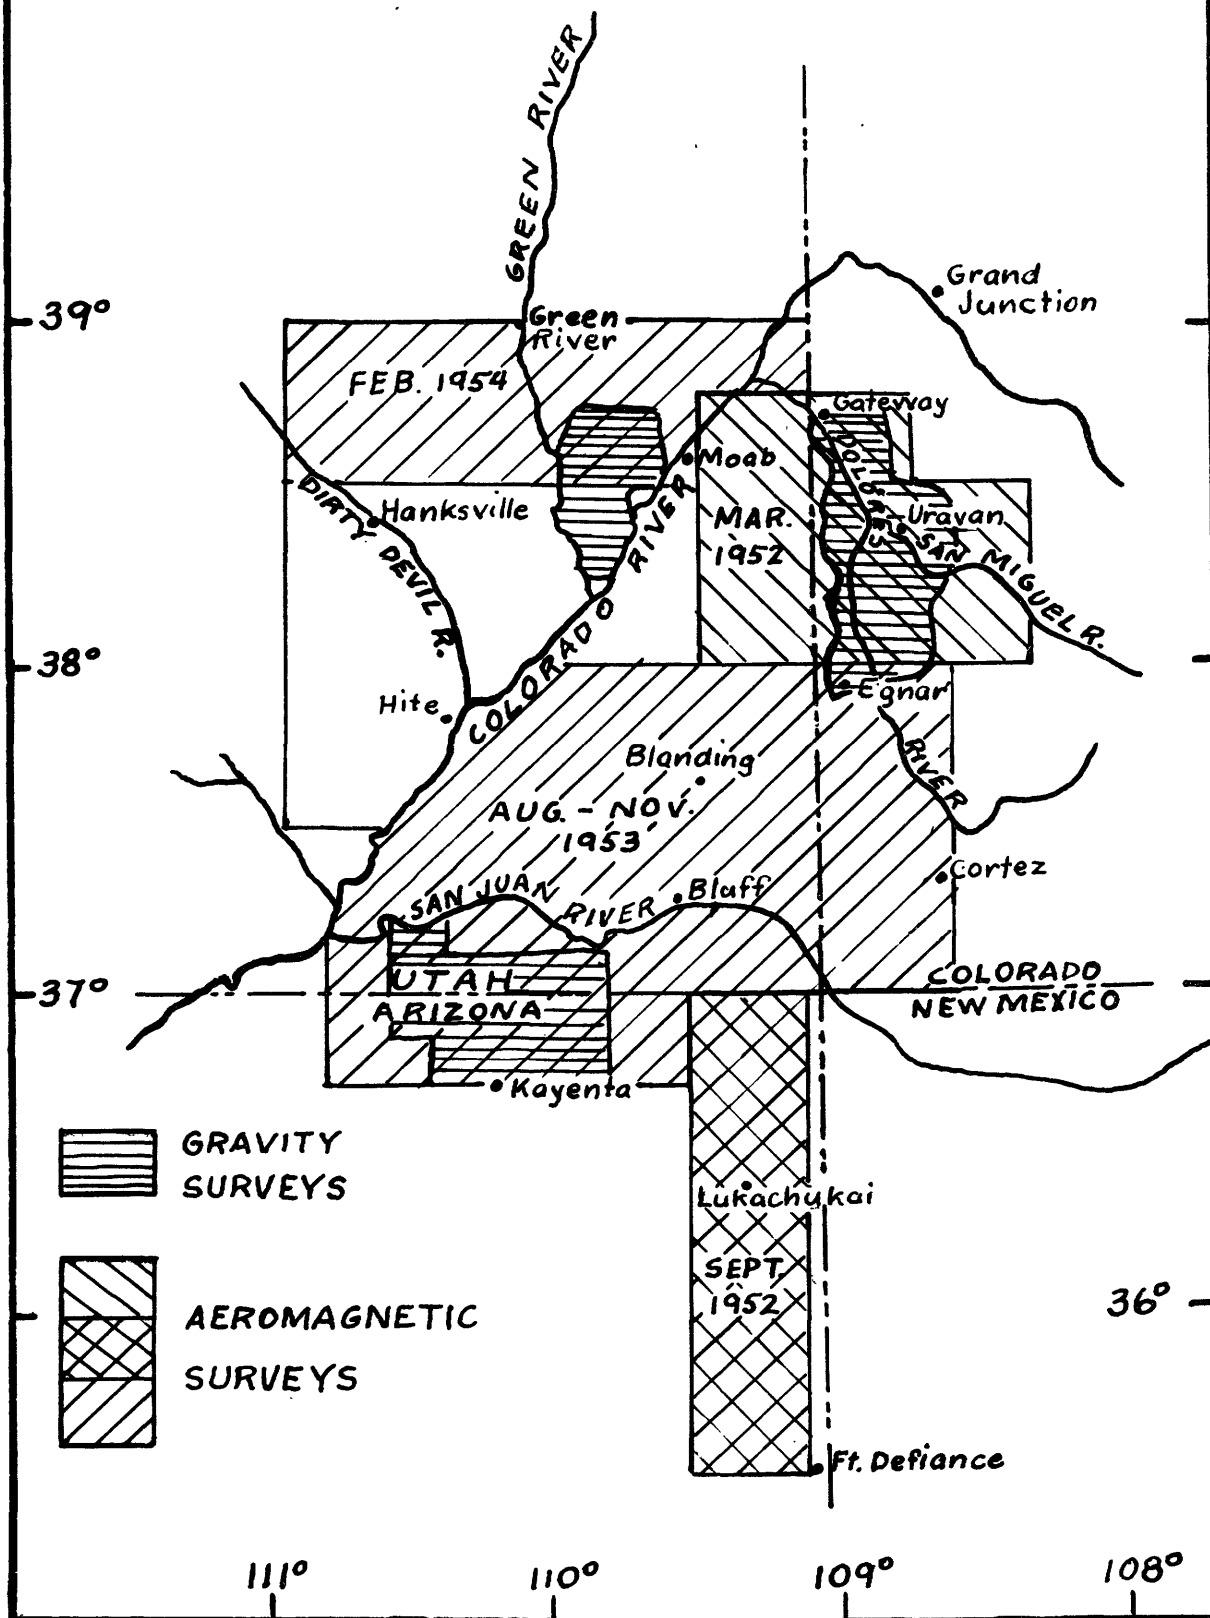 GREEN RIVER
39°
Grand
Junction
Green
River
FEB. 1954
Gateway
DOLORES
Moab
DIRTY DEVIL R.
Hanksville
MAR.
1952
Uravan
SAN MIGUEL R.
COLORADO RIVER
38°
Hite
Egnar
Blanding
RIVER
AUG. - NOV.
1953
Cortez
SAN JUAN RIVER
Bluff
37°
UTAH
ARIZONA
COLORADO
NEW MEXICO
Kayenta
GRAVITY
SURVEYS
Lukachukai
SEPT.
1952
36°
AEROMAGNETIC
SURVEYS
Ft. Defiance
111°
110°
109°
108°